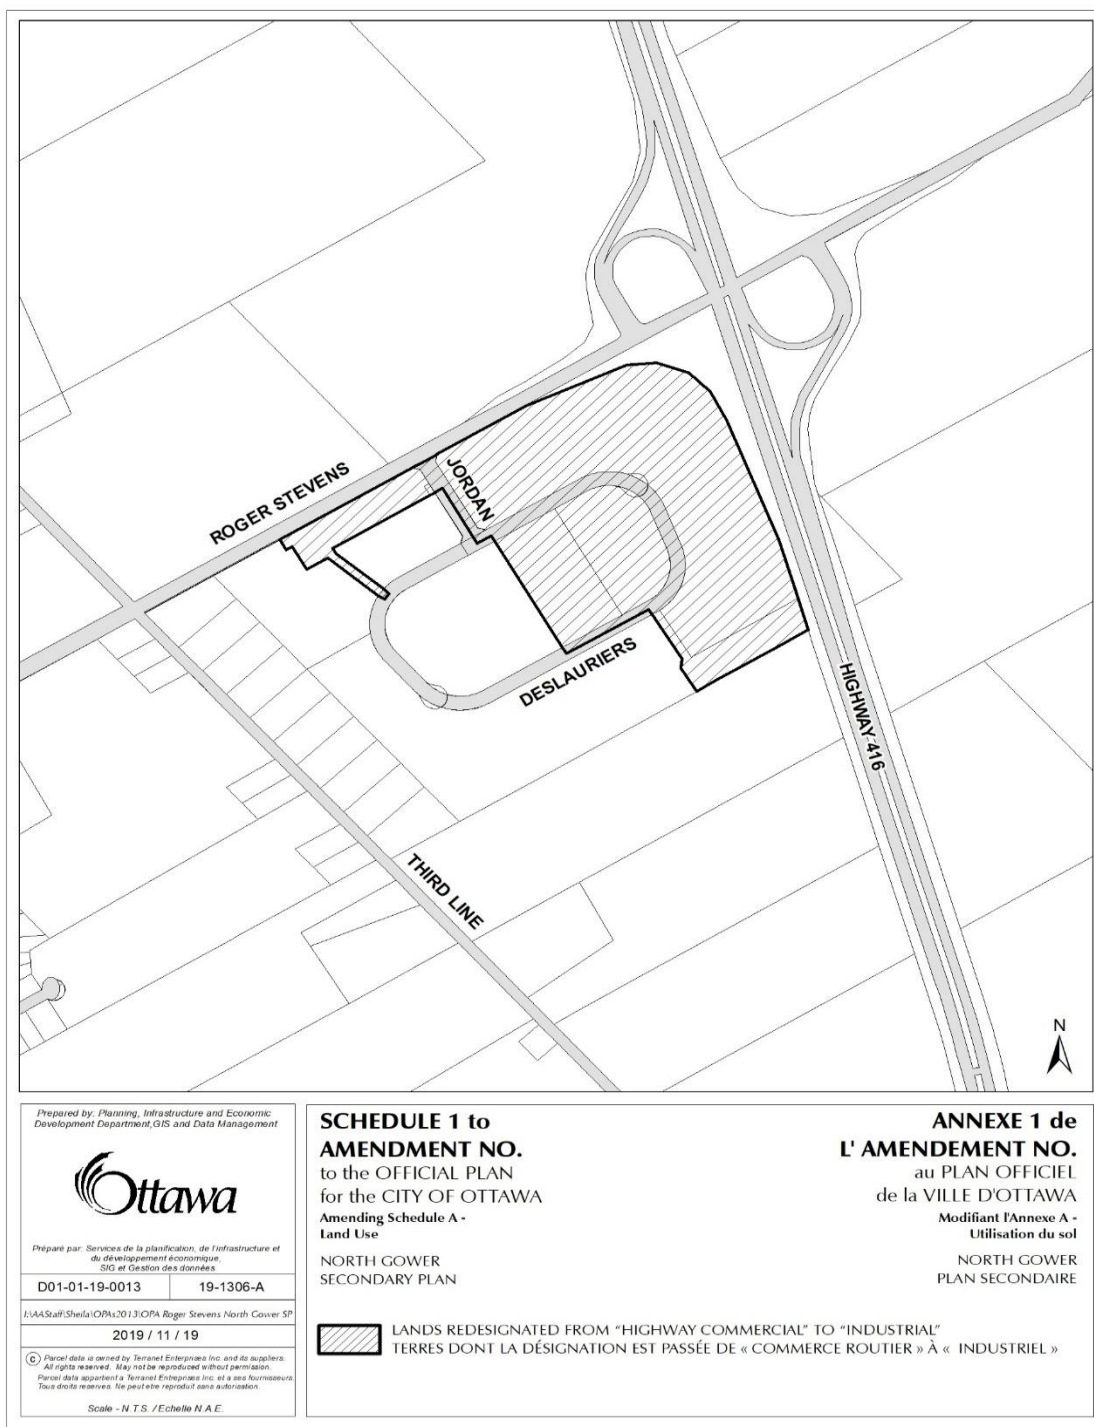 ROGER STEVENS
JORDAN
DESLAURIERS
HIGHWAY 416
THIRD LINE
N
Prepared by: Planning, Infrastructure and Economic
Development Department,GIS and Data Management
Ottawa
Préparé par: Services de la planification, de l'infrastructure et
du développement économique,
SIG et Gestion des données
D01-01-19-0013
19-1306-A
I:\AAStaff\Sheila\OPAs2013\OPA Roger Stevens North Gower SP
2019 / 11 / 19
C Parcel data is owned by Teranet Enterprises Inc. and its suppliers.
All rights reserved. May not be reproduced without permission.
Parcel data appartient a Teranet Enterprises Inc. et a ses fournisseurs.
Tous droits reserves. Ne peut etre reproduit sans autorisation.
Scale - N.T.S. / Echelle N.A.E.
SCHEDULE 1 to
AMENDMENT NO.
to the OFFICIAL PLAN
for the CITY OF OTTAWA
Amending Schedule A -
Land Use
NORTH GOWER
SECONDARY PLAN
ANNEXE 1 de
L' AMENDEMENT NO.
au PLAN OFFICIEL
de la VILLE D'OTTAWA
Modifiant l'Annexe A -
Utilisation du sol
NORTH GOWER
PLAN SECONDAIRE
LANDS REDESIGNATED FROM "HIGHWAY COMMERCIAL" TO "INDUSTRIAL"
TERRES DONT LA DÉSIGNATION EST PASSÉE DE « COMMERCE ROUTIER » À « INDUSTRIEL »